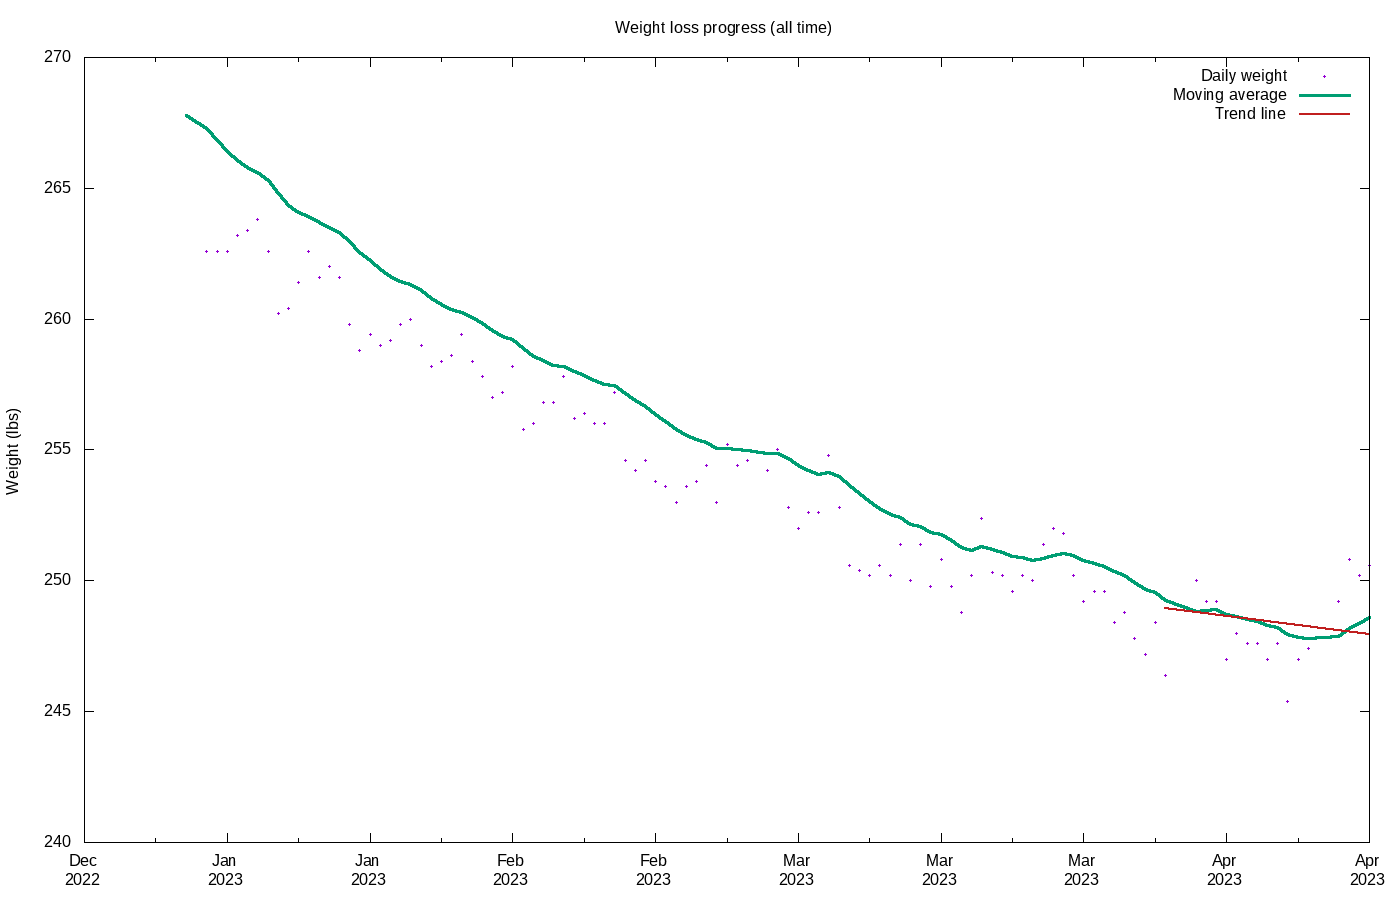 Weight loss progress (all time)
270
265
260
255
250
245
240
Weight (lbs)
Daily weight
Moving average
Trend line
Dec Jan Jan Feb Feb Mar Mar Mar Apr Apr
2022 2023 2023 2023 2023 2023 2023 2023 2023 2023